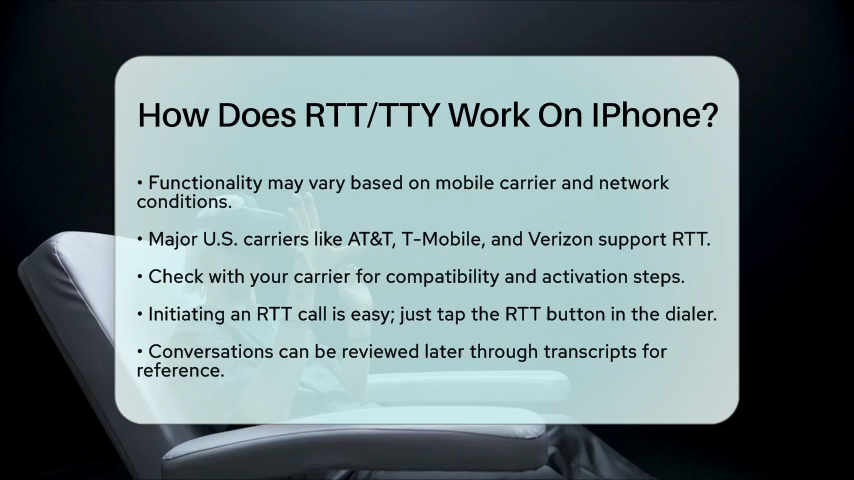 How Does RTT/TTY Work On IPhone?
• Functionality may vary based on mobile carrier and network
conditions.
• Major U.S. carriers like AT&T, T-Mobile, and Verizon support RTT.
• Check with your carrier for compatibility and activation steps.
• Initiating an RTT call is easy; just tap the RTT button in the dialer.
• Conversations can be reviewed later through transcripts for
reference.